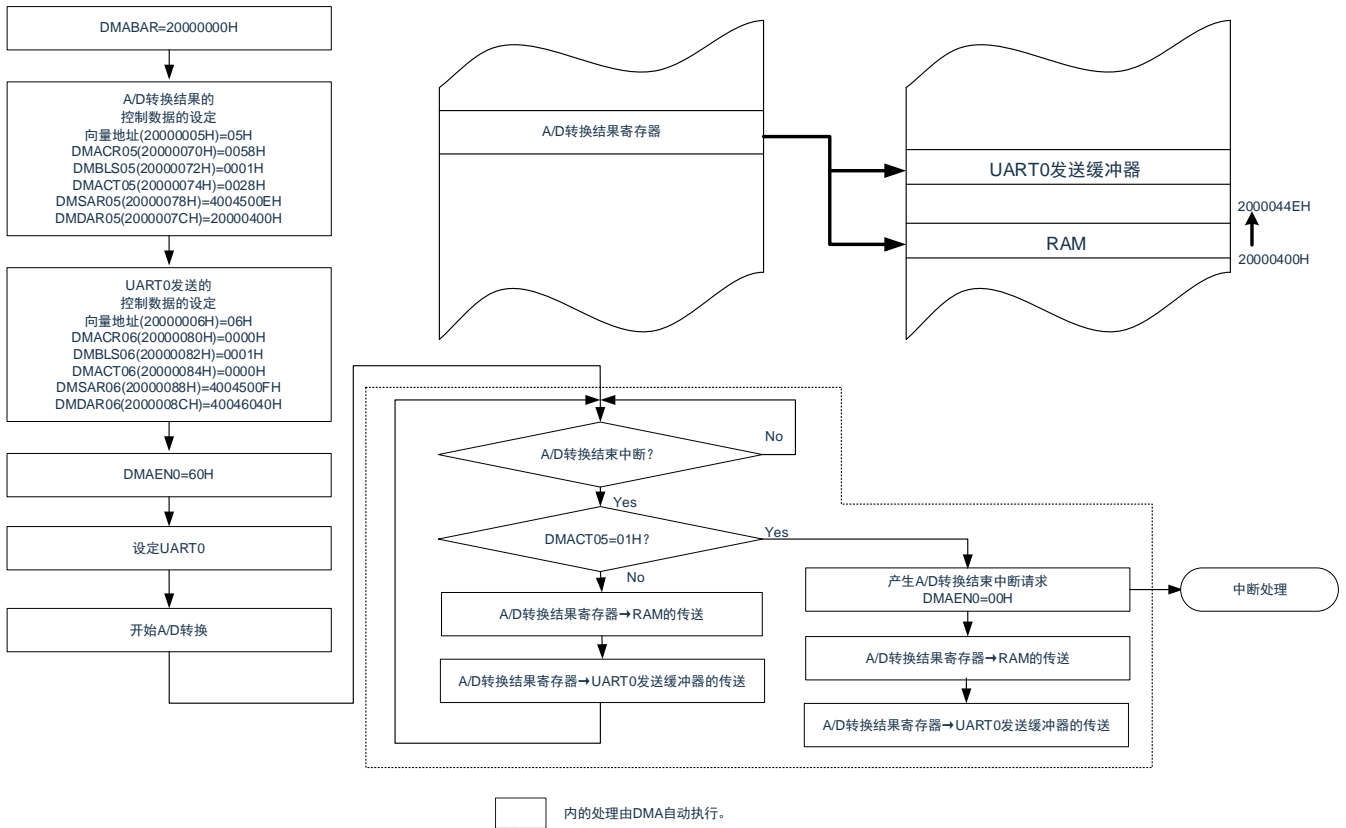 DMABAR=20000000H
A/D转换结果的
控制数据的设定
向量地址(20000005H)=05H
DMACR05(20000070H)=0058H
DMBLS05(20000072H)=0001H
DMACT05(20000074H)=0028H
DMSAR05(20000078H)=4004500EH
DMDAR05(2000007CH)=20000400H
UART0发送的
控制数据的设定
向量地址(20000006H)=06H
DMACR06(20000080H)=0000H
DMBLS06(20000082H)=0001H
DMACT06(20000084H)=0000H
DMSAR06(20000088H)=4004500FH
DMDAR06(2000008CH)=40046040H
DMAEN0=60H
设定UART0
开始A/D转换
A/D转换结果寄存器
UART0发送缓冲器
2000044EH
RAM
20000400H
A/D转换结束中断?
No
Yes
DMACT05=01H?
Yes
No
A/D转换结果寄存器→RAM的传送
A/D转换结果寄存器→UART0发送缓冲器的传送
产生A/D转换结束中断请求
DMAEN0=00H
中断处理
A/D转换结果寄存器→RAM的传送
A/D转换结果寄存器→UART0发送缓冲器的传送
内的处理由DMA自动执行。